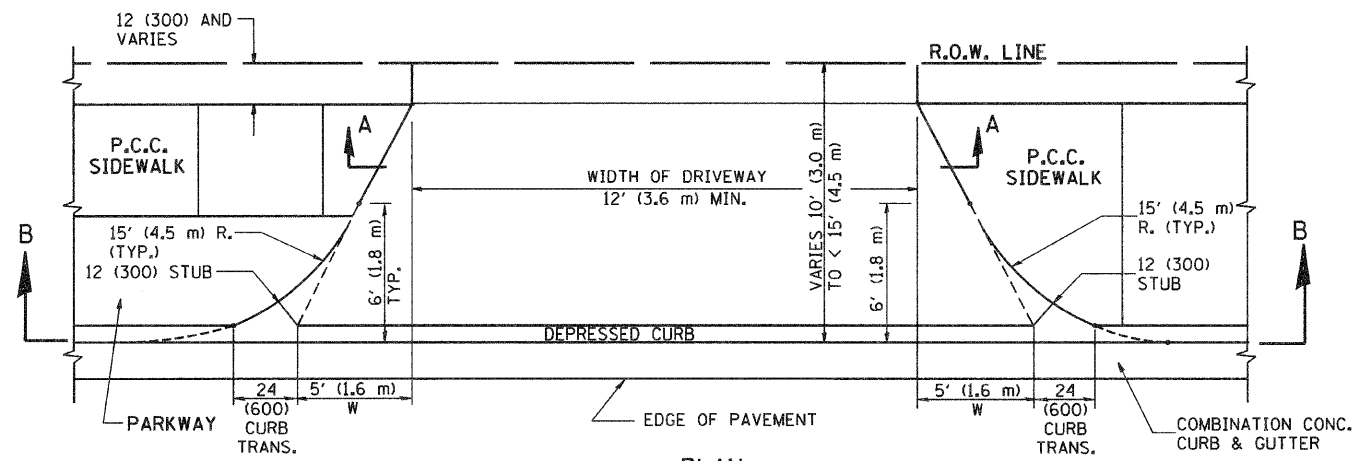 12 (300) AND
VARIES
R.O.W. LINE
A
A
P.C.C.
SIDEWALK
P.C.C.
SIDEWALK
WIDTH OF DRIVEWAY
12' (3.6 m) MIN.
VARIES 10' (3.0 m)
TO < 15' (4.5 m)
B
B
15' (4.5 m) R.
(TYP.)
12 (300) STUB
6' (1.8 m)
TYP.
6' (1.8 m)
15' (4.5 m)
R. (TYP.)
12 (300)
STUB
DEPRESSED CURB
24
(600)
CURB
TRANS.
5' (1.6 m)
W
5' (1.6 m)
W
24
(600)
CURB
TRANS.
PARKWAY
EDGE OF PAVEMENT
COMBINATION CONC.
CURB & GUTTER